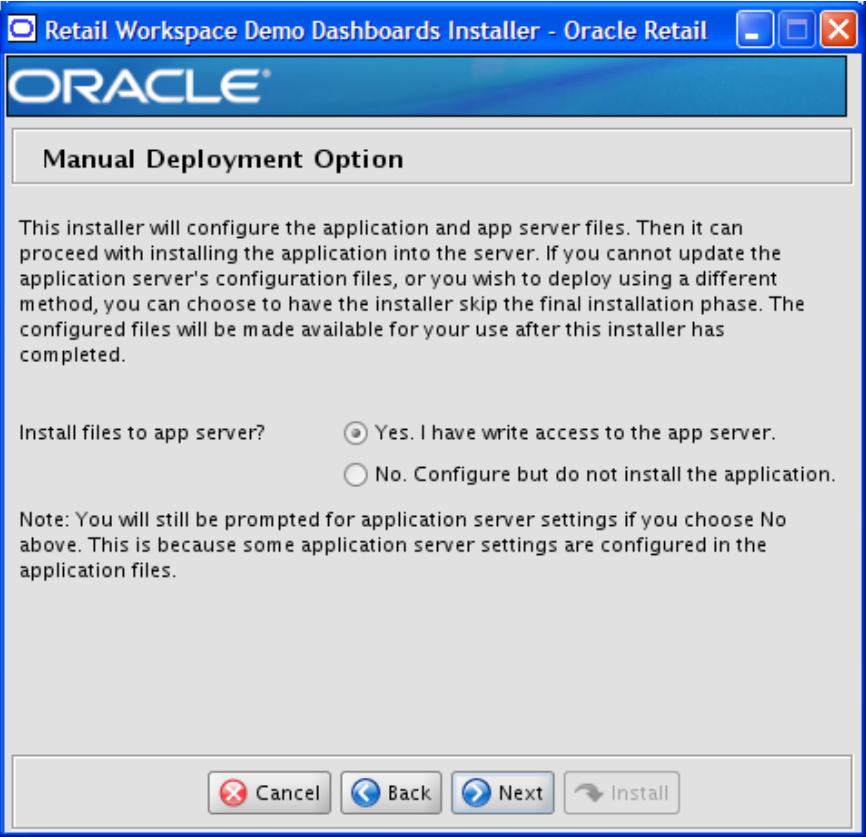 Retail Workspace Demo Dashboards Installer - Oracle Retail
ORACLE
Manual Deployment Option
This installer will configure the application and app server files. Then it can
proceed with installing the application into the server. If you cannot update the
application server's configuration files, or you wish to deploy using a different
method, you can choose to have the installer skip the final installation phase. The
configured files will be made available for your use after this installer has
completed.
Install files to app server?
Yes. I have write access to the app server.
No. Configure but do not install the application.
Note: You will still be prompted for application server settings if you choose No
above. This is because some application server settings are configured in the
application files.
Cancel Back Next Install